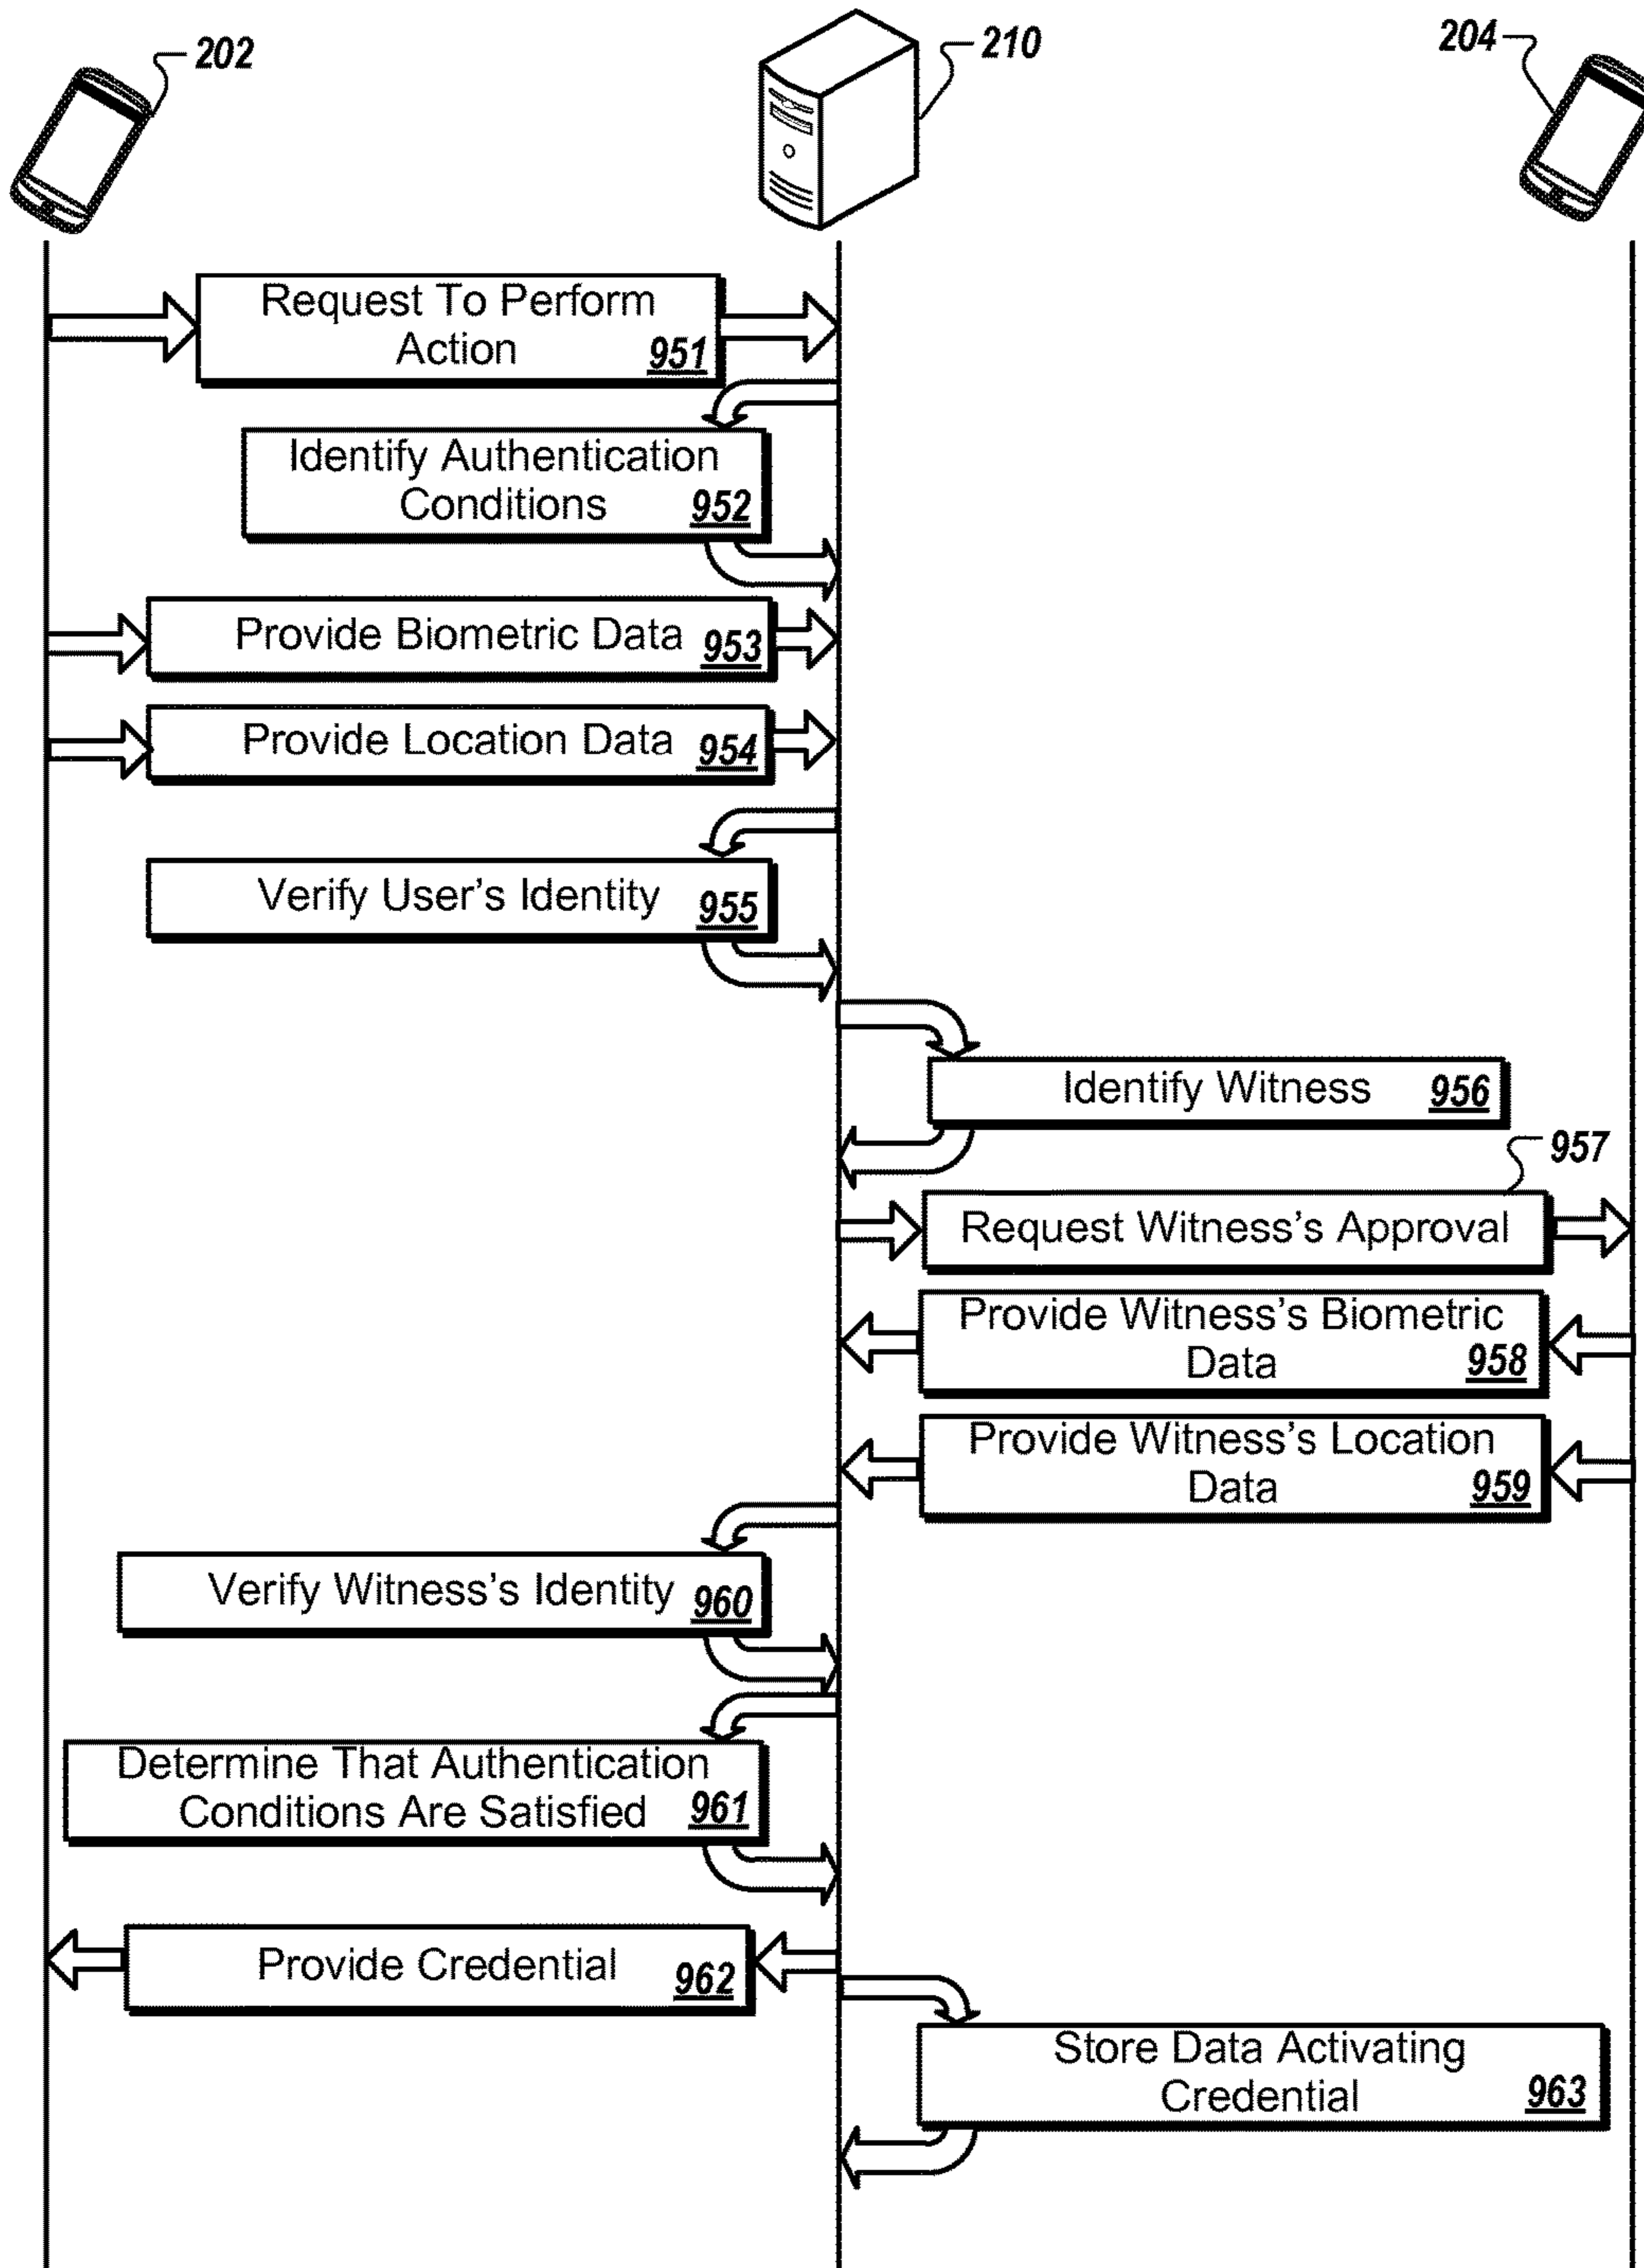 202
210
204
Request To Perform
Action 951
Identify Authentication
Conditions 952
Provide Biometric Data 953
Provide Location Data 954
Verify User's Identity 955
Identify Witness 956
957
Request Witness's Approval
Provide Witness's Biometric
Data 958
Provide Witness's Location
Data 959
Verify Witness's Identity 960
Determine That Authentication
Conditions Are Satisfied 961
Provide Credential 962
Store Data Activating
Credential 963